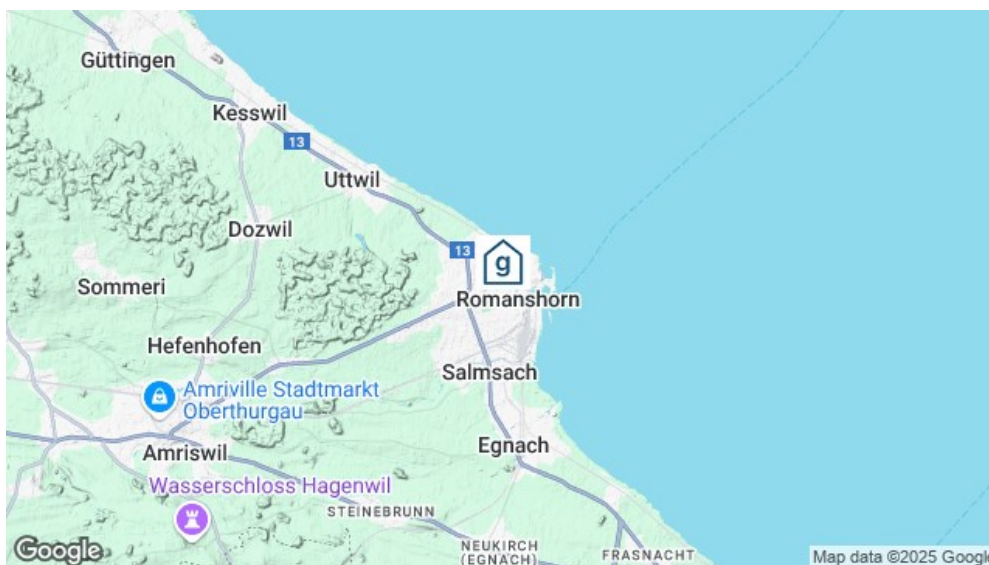 Güttingen
Kesswil
13
Uttwil
Dozwil
13
g
Sommeri
Romanshorn
Hefenhofen
Salmsach
Amriville Stadtmarkt
Oberthurgau
Egnach
Amriswil
Wasserschloss Hagenwil
STEINEBRUNN
NEUKIRCH
(EGNACH)
FRASNACHT
Google
Map data ©2025 Google